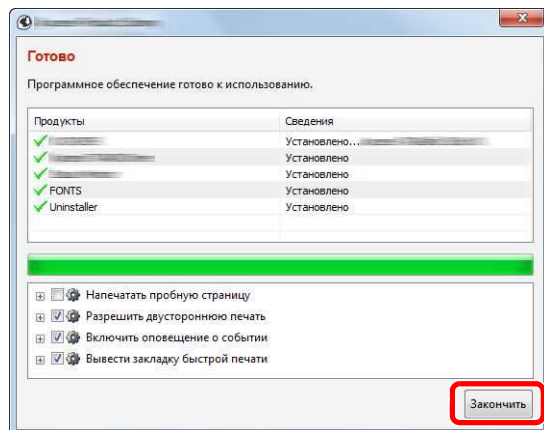 Готово
Программное обеспечение готово к использованию.
Продукты Сведения
Установлено...
Установлено
Установлено
FONTS Установлено
Uninstaller Установлено
Напечатать пробную страницу
Разрешить двустороннюю печать
Включить оповещение о событии
Вывести закладку быстрой печати
Закончить